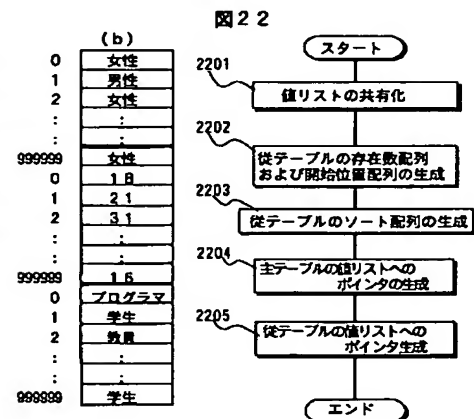 図22
(b)
0 女性
1 男性
2 女性
: :
: :
999999 女性
0 18
1 21
2 31
: :
: :
999999 16
0 プログラマ
1 学生
2 教員
: :
: :
999999 学生
スタート
2201
値リストの共有化
2202
従テーブルの存在数配列
および開始位置配列の生成
2203
従テーブルのソート配列の生成
2204
主テーブルの値リストへの
ポインタの生成
2205
従テーブルの値リストへの
ポインタ生成
エンド